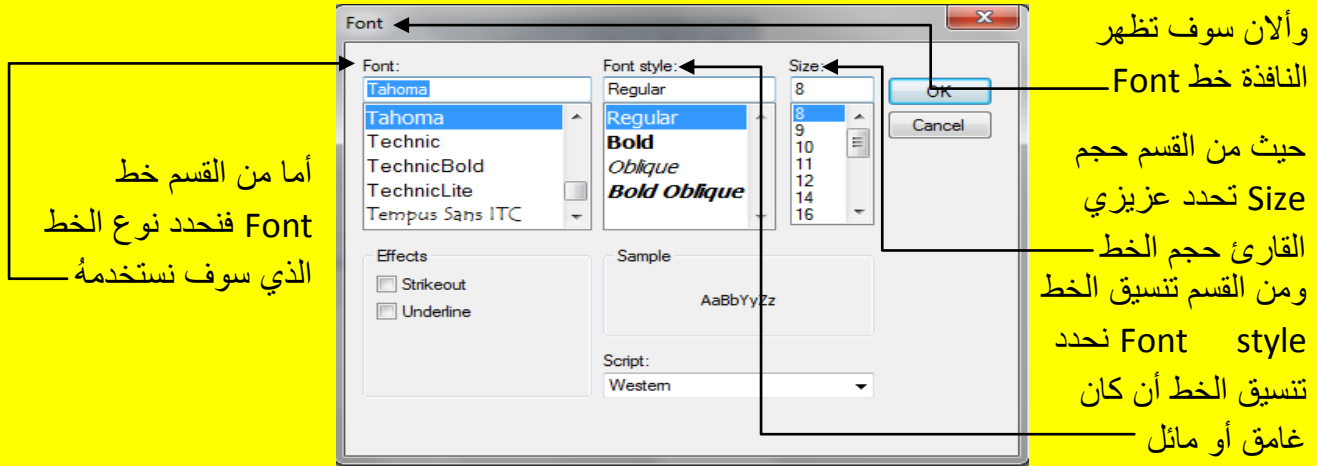 وألان سوف تظهر
النافذة خط Font
حيث من القسم حجم
Size تحدد عزيزي
القارئ حجم الخط
ومن القسم تنسيق الخط
Font style نحدد
تنسيق الخط أن كان
غامق أو مائل
أما من القسم خط
Font فنحدد نوع الخط
الذي سوف نستخدمهُ
Font
Font:
Tahoma
Tahoma
Technic
TechnicBold
TechnicLite
Tempus Sans ITC
Font style:
Regular
Regular
Bold
Oblique
Bold Oblique
Size:
8
8
9
10
11
12
14
16
OK
Cancel
Effects
Strikeout
Underline
Sample
AaBbYyZz
Script:
Western